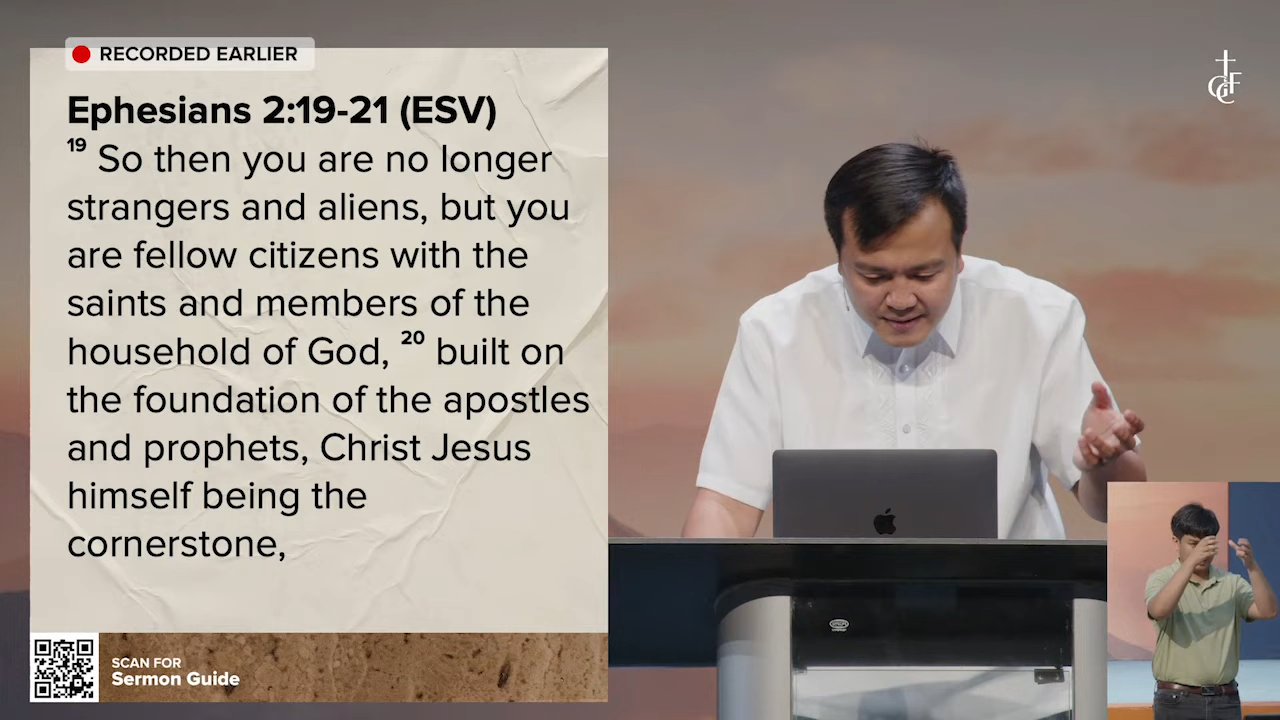 RECORDED EARLIER
Ephesians 2:19-21 (ESV)
19 So then you are no longer
strangers and aliens, but you
are fellow citizens with the
saints and members of the
household of God, 20 built on
the foundation of the apostles
and prophets, Christ Jesus
himself being the
cornerstone,
SCAN FOR
Sermon Guide
CCF